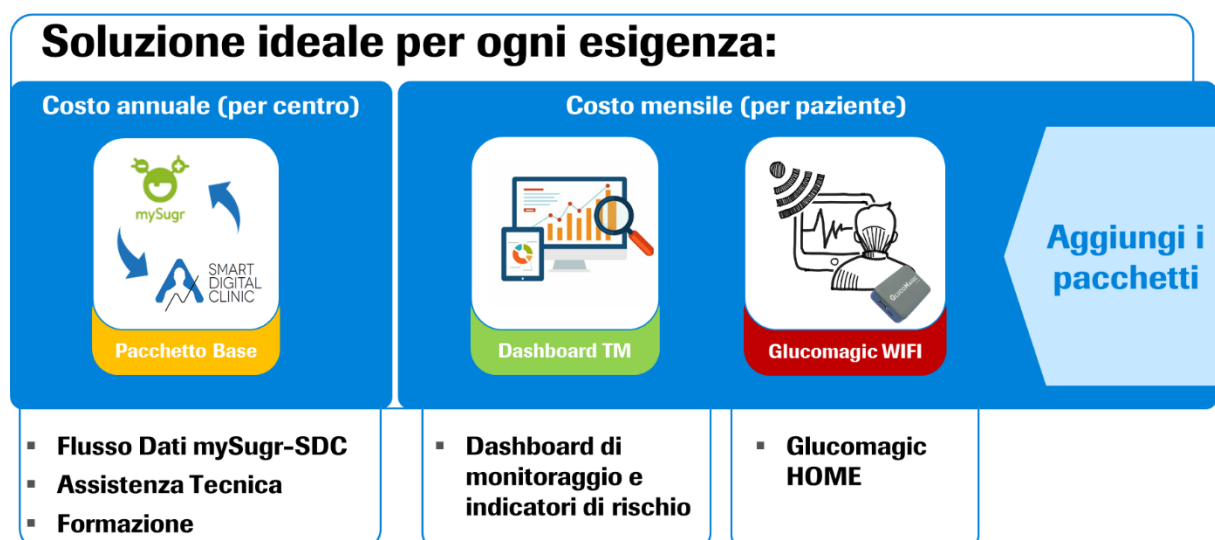 Soluzione ideale per ogni esigenza:
Costo annuale (per centro)
Costo mensile (per paziente)
mySugr
SMART
DIGITAL
CLINIC
Pacchetto Base
Dashboard TM
GLUCOMAGIC
Glucomagic WIFI
Aggiungi i
pacchetti
▪ Flusso Dati mySugr-SDC
▪ Assistenza Tecnica
▪ Formazione
▪ Dashboard di
monitoraggio e
indicatori di rischio
▪ Glucomagic
HOME